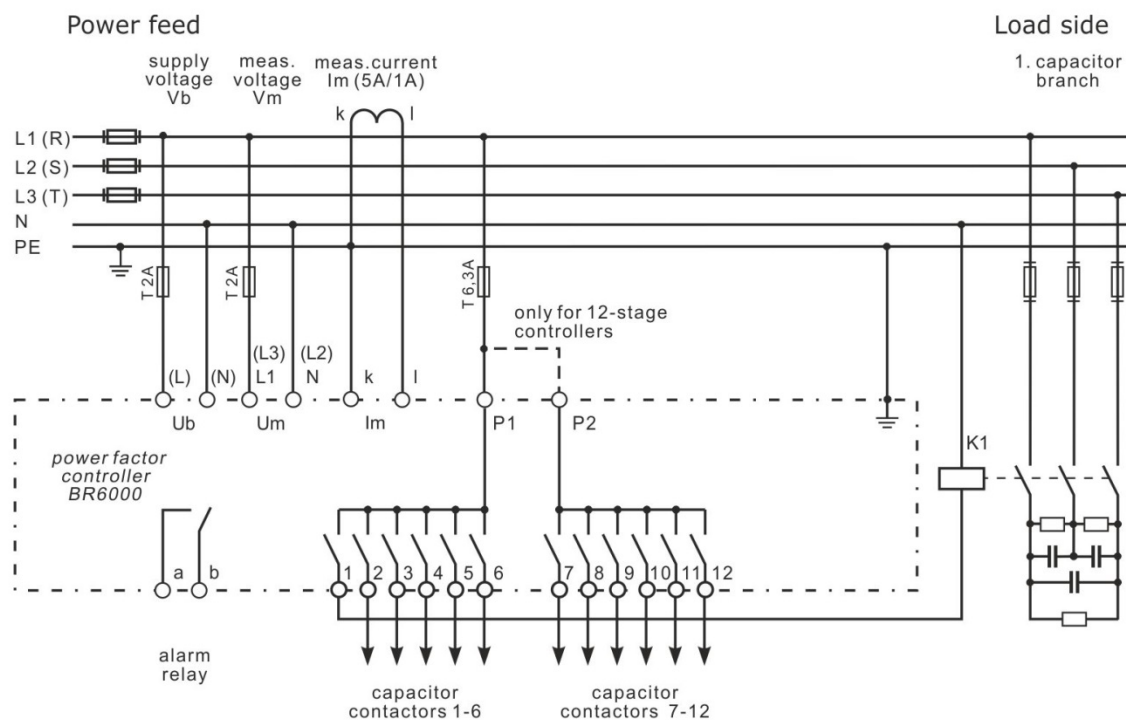 Power feed
Load side
supply
voltage
Vb
meas.
voltage
Vm
meas.current
Im (5A/1A)
1. capacitor
branch
k
l
L1 (R)
L2 (S)
L3 (T)
N
PE
T 2A
T 2A
T 6,3A
only for 12-stage
controllers
(L)
(N)
(L3)
L1
(L2)
N
k
l
Ub
Um
Im
P1
P2
K1
power factor
controller
BR6000
a
b
1
2
3
4
5
6
7
8
9
10
11
12
alarm
relay
capacitor
contactors 1-6
capacitor
contactors 7-12